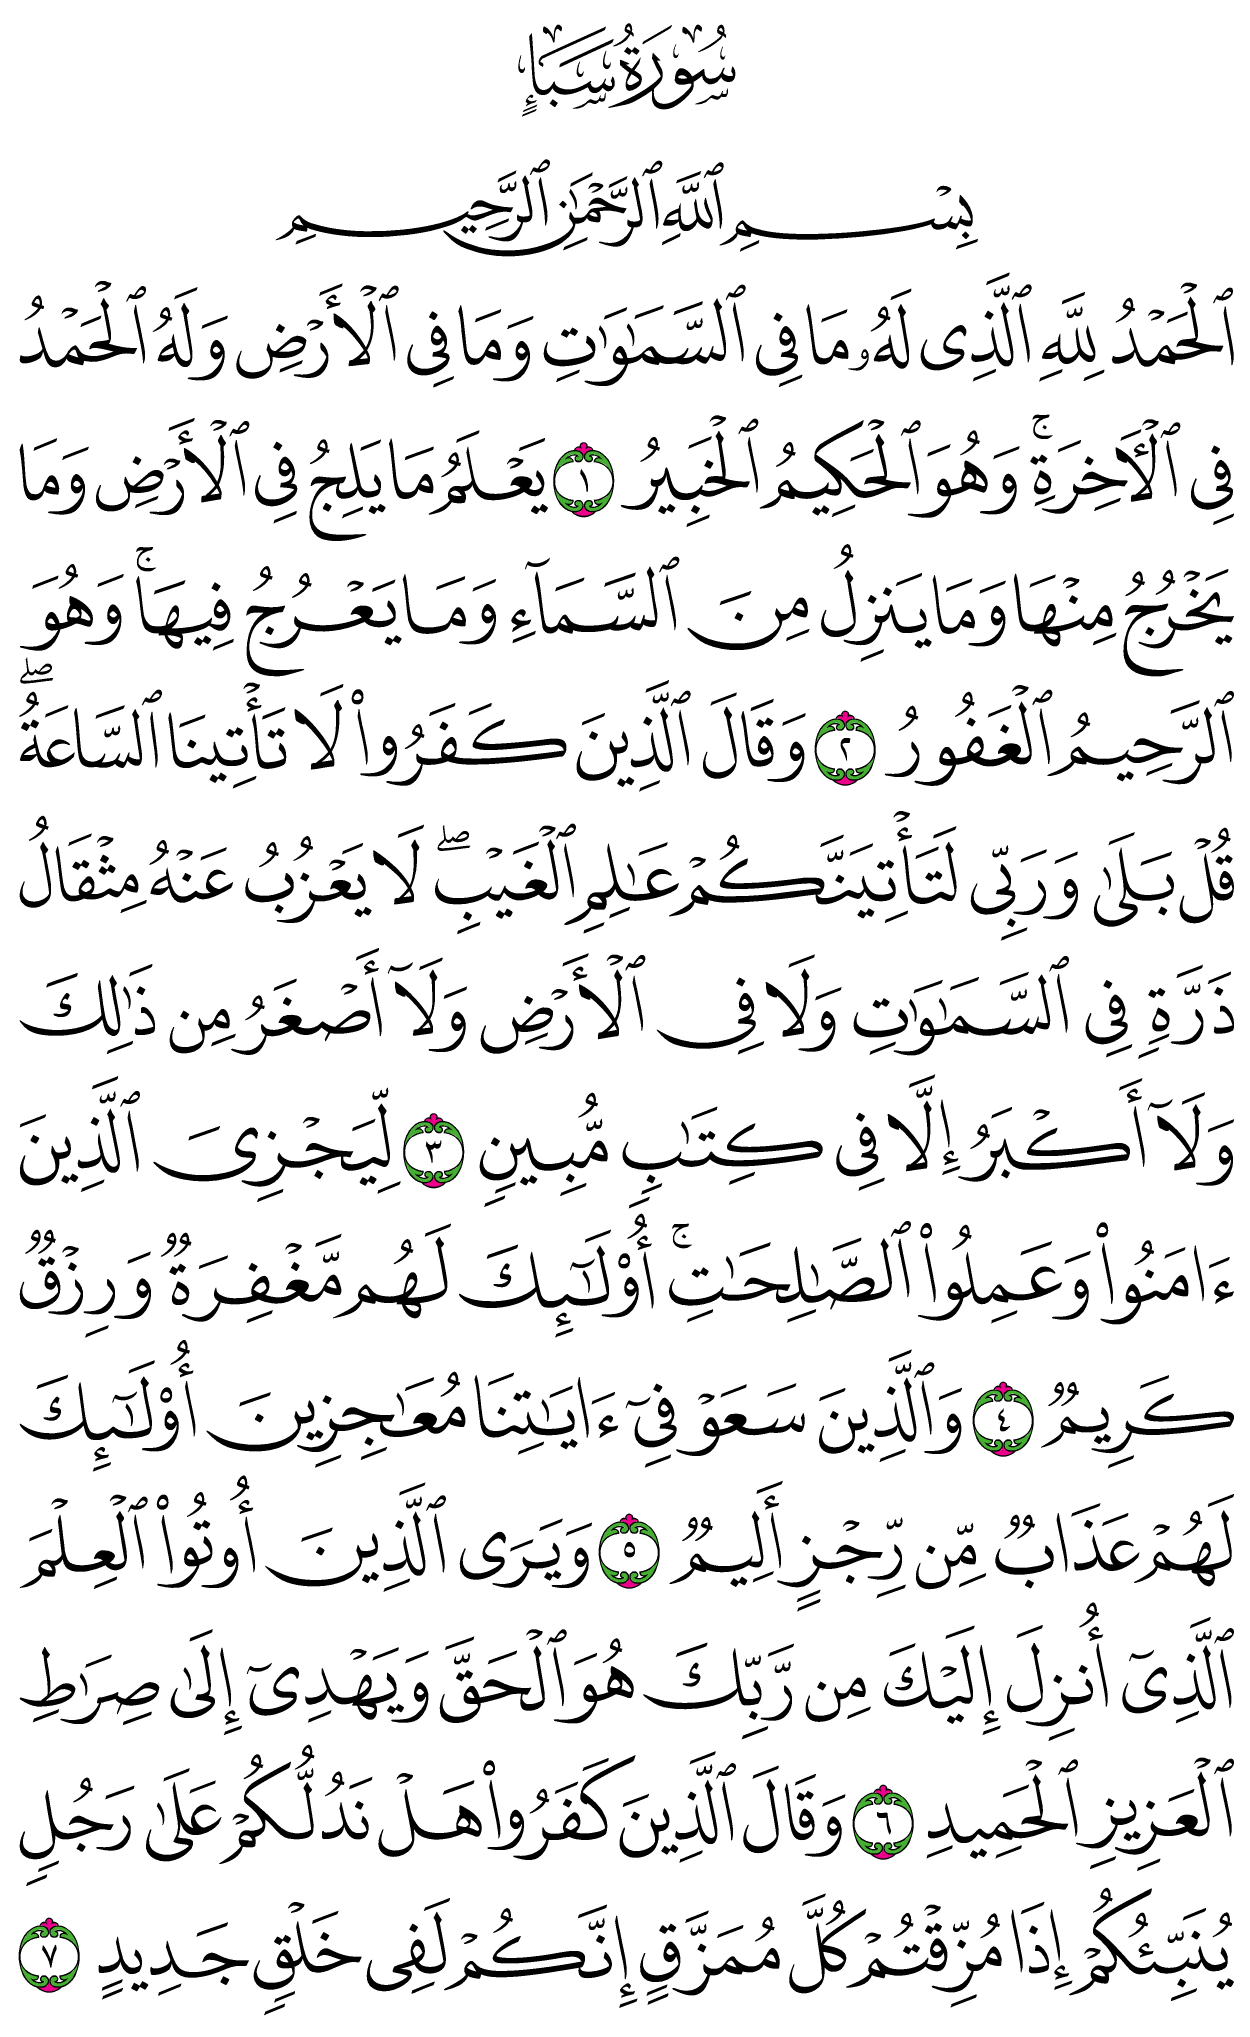 سُورَةُ سَبَإٍ
بِسۡمِ ٱللَّهِ ٱلرَّحۡمَٰنِ ٱلرَّحِيمِ
ٱلۡحَمۡدُ لِلَّهِ ٱلَّذِی لَهُۥ مَا فِی ٱلسَّمَٰوَٰتِ وَمَا فِی ٱلۡأَرۡضِ وَلَهُ ٱلۡحَمۡدُ
فِی ٱلۡأٓخِرَةِۚ وَهُوَ ٱلۡحَكِيمُ ٱلۡخَبِيرُ ١ يَعۡلَمُ مَا يَلِجُ فِی ٱلۡأَرۡضِ وَمَا
يَخۡرُجُ مِنۡهَا وَمَا يَنزِلُ مِنَ ٱلسَّمَآءِ وَمَا يَعۡرُجُ فِيهَاۚ وَهُوَ
ٱلرَّحِيمُ ٱلۡغَفُورُ ٢ وَقَالَ ٱلَّذِينَ كَفَرُواْ لَا تَأۡتِينَا ٱلسَّاعَةُۖ
قُلۡ بَلَىٰ وَرَبِّی لَتَأۡتِيَنَّكُمۡ عَٰلِمِ ٱلۡغَيۡبِۖ لَا يَعۡزُبُ عَنۡهُ مِثۡقَالُ
ذَرَّةٖ فِی ٱلسَّمَٰوَٰتِ وَلَا فِی ٱلۡأَرۡضِ وَلَآ أَصۡغَرُ مِن ذَٰلِكَ
وَلَآ أَكۡبَرُ إِلَّا فِی كِتَٰبٖ مُّبِينٖ ٣ لِّيَجۡزِیَ ٱلَّذِينَ
ءَامَنُواْ وَعَمِلُواْ ٱلصَّٰلِحَٰتِۚ أُوْلَٰٓئِكَ لَهُم مَّغۡفِرَةٞ وَرِزۡقٞ
كَرِيمٞ ٤ وَٱلَّذِينَ سَعَوۡ فِیٓ ءَايَٰتِنَا مُعَٰجِزِينَ أُوْلَٰٓئِكَ
لَهُمۡ عَذَابٞ مِّن رِّجۡزٍ أَلِيمٞ ٥ وَيَرَى ٱلَّذِينَ أُوتُواْ ٱلۡعِلۡمَ
ٱلَّذِیٓ أُنزِلَ إِلَيۡكَ مِن رَّبِّكَ هُوَ ٱلۡحَقَّ وَيَهۡدِیٓ إِلَىٰ صِرَٰطِ
ٱلۡعَزِيزِ ٱلۡحَمِيدِ ٦ وَقَالَ ٱلَّذِينَ كَفَرُواْ هَلۡ نَدُلُّكُمۡ عَلَىٰ رَجُلٖ
يُنَبِّئُكُمۡ إِذَا مُزِّقۡتُمۡ كُلَّ مُمَزَّقٍ إِنَّكُمۡ لَفِی خَلۡقٖ جَدِيدٍ ٧